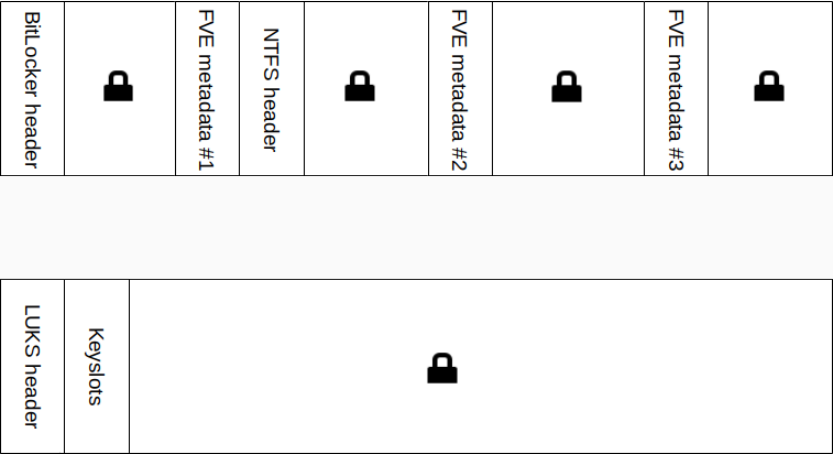 BitLocker header
FVE metadata #1
NTFS header
FVE metadata #2
FVE metadata #3
LUKS header
Keyslots